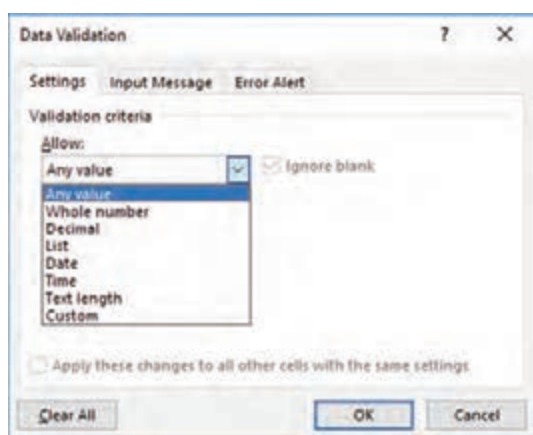 Data Validation ? ×
Settings Input Message Error Alert
Validation criteria
Allow:
Any value Ignore blank
Any value
Whole number
Decimal
List
Date
Time
Text length
Custom
Apply these changes to all other cells with the same settings
Clear All OK Cancel